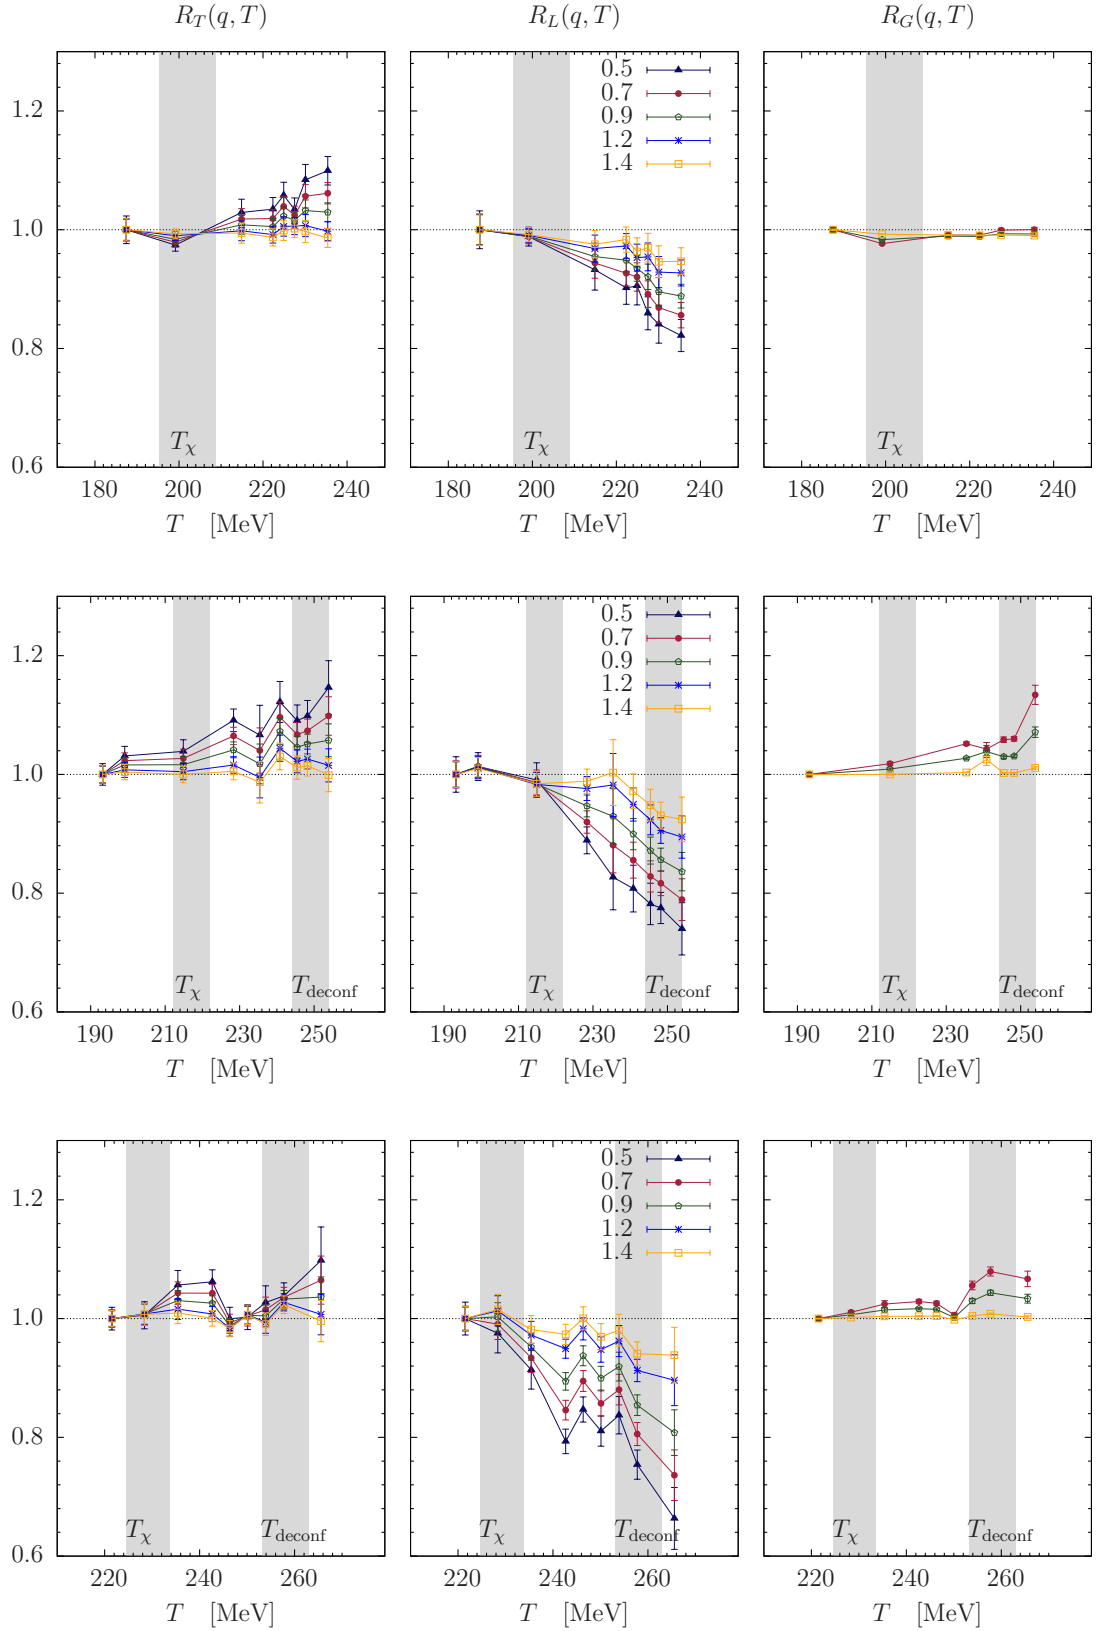 R_T(q, T) R_L(q, T) R_G(q, T)
1.2
1.0
0.8
0.6
0.5
0.7
0.9
1.2
1.4
T_χ T_χ T_χ
180 200 220 240 180 200 220 240 180 200 220 240
T [MeV] T [MeV] T [MeV]
1.2
1.0
0.8
0.6
0.5
0.7
0.9
1.2
1.4
T_χ T_deconf T_χ T_deconf T_χ T_deconf
190 210 230 250 190 210 230 250 190 210 230 250
T [MeV] T [MeV] T [MeV]
1.2
1.0
0.8
0.6
0.5
0.7
0.9
1.2
1.4
T_χ T_deconf T_χ T_deconf T_χ T_deconf
220 240 260 220 240 260 220 240 260
T [MeV] T [MeV] T [MeV]